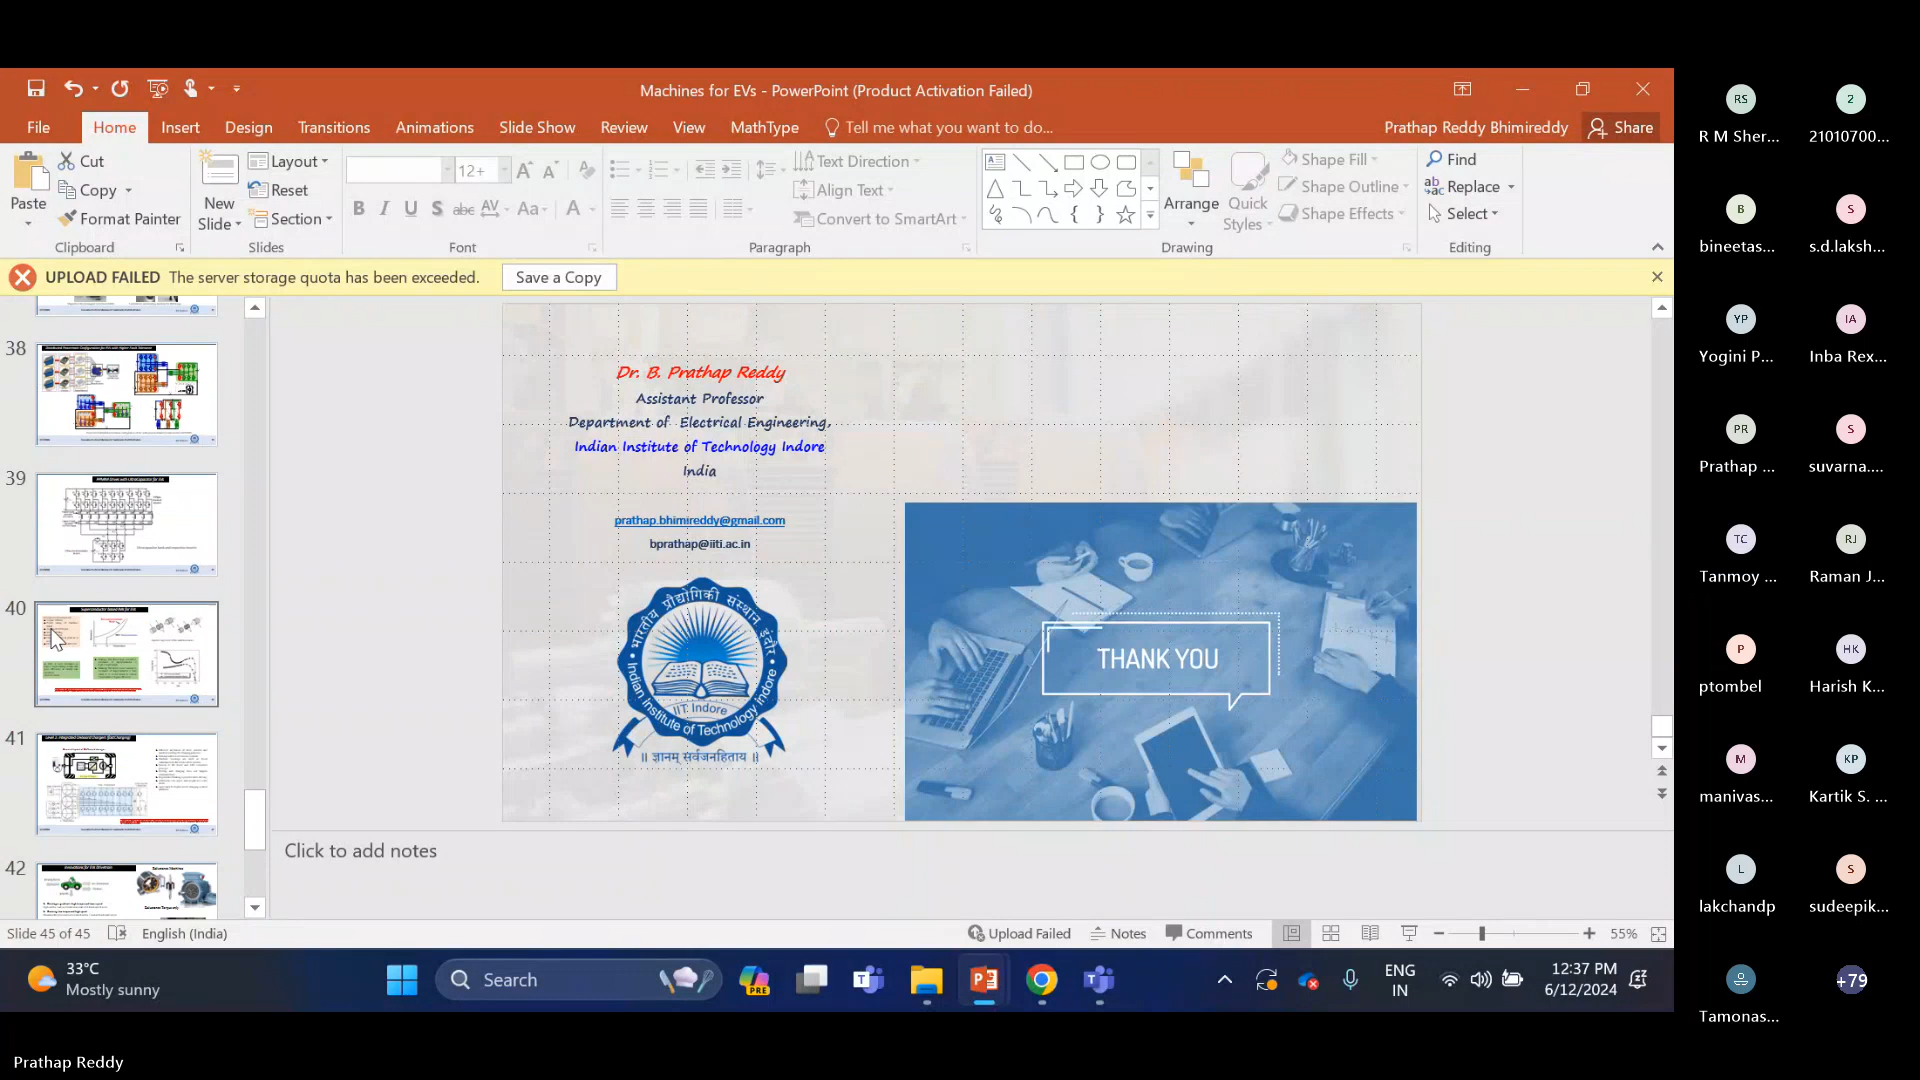 Machines for EVs - PowerPoint (Product Activation Failed)
File
Home
Insert
Design
Transitions
Animations
Slide Show
Review
View
MathType
Tell me what you want to do...
Prathap Reddy Bhimireddy
Share
Paste
Cut
Copy
Format Painter
Clipboard
New
Slide
Layout
Reset
Section
Slides
12+
B I U S abc AV Aa A
Font
Text Direction
Align Text
Convert to SmartArt
Paragraph
Arrange
Quick
Styles
Shape Fill
Shape Outline
Shape Effects
Drawing
Find
Replace
Select
Editing
UPLOAD FAILED The server storage quota has been exceeded.
Save a Copy
38
39
40
41
42
Dr. B. Prathap Reddy
Assistant Professor
Department of Electrical Engineering,
Indian Institute of Technology Indore
India
prathap.bhimireddy@gmail.com
bprathap@iiti.ac.in
भारतीय प्रौद्योगिकी संस्थान इंदौर
IIT Indore
Indian Institute of Technology Indore
॥ ज्ञानम् सर्वजनहिताय ॥
THANK YOU
Click to add notes
Slide 45 of 45
English (India)
Upload Failed
Notes
Comments
55%
33°C
Mostly sunny
Search
PRE
ENG
IN
12:37 PM
6/12/2024
RS
R M Sher...
2
21010700...
B
bineetas...
S
s.d.laksh...
YP
Yogini P...
IA
Inba Rex...
PR
Prathap ...
S
suvarna....
TC
Tanmoy ...
RJ
Raman J...
P
ptombel
HK
Harish K...
M
manivas...
KP
Kartik S. ...
L
lakchandp
S
sudeepik...
Tamonas...
+79
Prathap Reddy